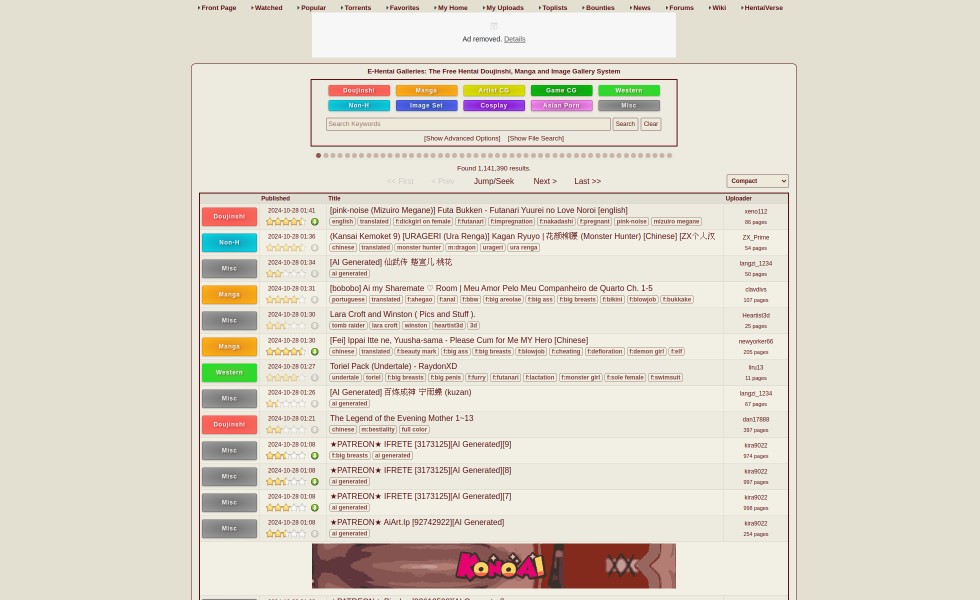 Front Page Watched Popular Torrents Favorites My Home My Uploads Toplists Bounties News Forums Wiki HentaiVerse
Ad removed. Details
E-Hentai Galleries: The Free Hentai Doujinshi, Manga and Image Gallery System
Doujinshi Manga Artist CG Game CG Western
Non-H Image Set Cosplay Asian Porn Misc
Search Keywords Search Clear
[Show Advanced Options] [Show File Search]
Found 1,141,390 results.
<< First < Prev Jump/Seek Next > Last >> Compact
Published Title Uploader
Doujinshi 2024-10-28 01:41 [pink-noise (Mizuiro Megane)] Futa Bukken - Futanari Yuurei no Love Noroi [english] xeno112
english translated f:dickgirl on female f:futanari f:impregnation f:nakadashi f:pregnant pink-noise mizuiro megane 86 pages
Non-H 2024-10-28 01:36 (Kansai Kemoket 9) [URAGERI (Ura Renga)] Kagan Ryuyo | (Monster Hunter) [Chinese] [ZX个人汉 ZX_Prime
chinese translated monster hunter m:dragon urageri ura renga 54 pages
Misc 2024-10-28 01:34 [AI Generated] 仙武传 楚萱儿 桃花 langzi_1234
ai generated 50 pages
Manga 2024-10-28 01:31 [bobobo] Ai my Sharemate ♡ Room | Meu Amor Pelo Meu Companheiro de Quarto Ch. 1-5 clavdivs
portuguese translated f:ahegao f:anal f:bbw f:big areolae f:big ass f:big breasts f:bikini f:blowjob f:bukkake 107 pages
Misc 2024-10-28 01:30 Lara Croft and Winston ( Pics and Stuff ). Heartist3d
tomb raider lara croft winston heartist3d 3d 25 pages
Manga 2024-10-28 01:30 [Fei] Ippai Itte ne, Yuusha-sama - Please Cum for Me MY Hero [Chinese] newyorker66
chinese translated f:beauty mark f:big ass f:big breasts f:blowjob f:cheating f:defloration f:demon girl f:elf 205 pages
Western 2024-10-28 01:27 Toriel Pack (Undertale) - RaydonXD liru13
undertale toriel f:big breasts f:big penis f:furry f:futanari f:lactation f:monster girl f:sole female f:swimsuit 11 pages
Misc 2024-10-28 01:26 [AI Generated] 百炼成神 宁雨蝶 (kuzan) langzi_1234
ai generated 67 pages
Doujinshi 2024-10-28 01:21 The Legend of the Evening Mother 1~13 dan17888
chinese m:bestiality full color 397 pages
Misc 2024-10-28 01:08 ★PATREON★ IFRETE [3173125][AI Generated][9] kira9022
f:big breasts ai generated 974 pages
Misc 2024-10-28 01:08 ★PATREON★ IFRETE [3173125][AI Generated][8] kira9022
ai generated 997 pages
Misc 2024-10-28 01:08 ★PATREON★ IFRETE [3173125][AI Generated][7] kira9022
ai generated 998 pages
Misc 2024-10-28 01:08 ★PATREON★ AiArt.lp [92742922][AI Generated] kira9022
ai generated 254 pages
KONOAI